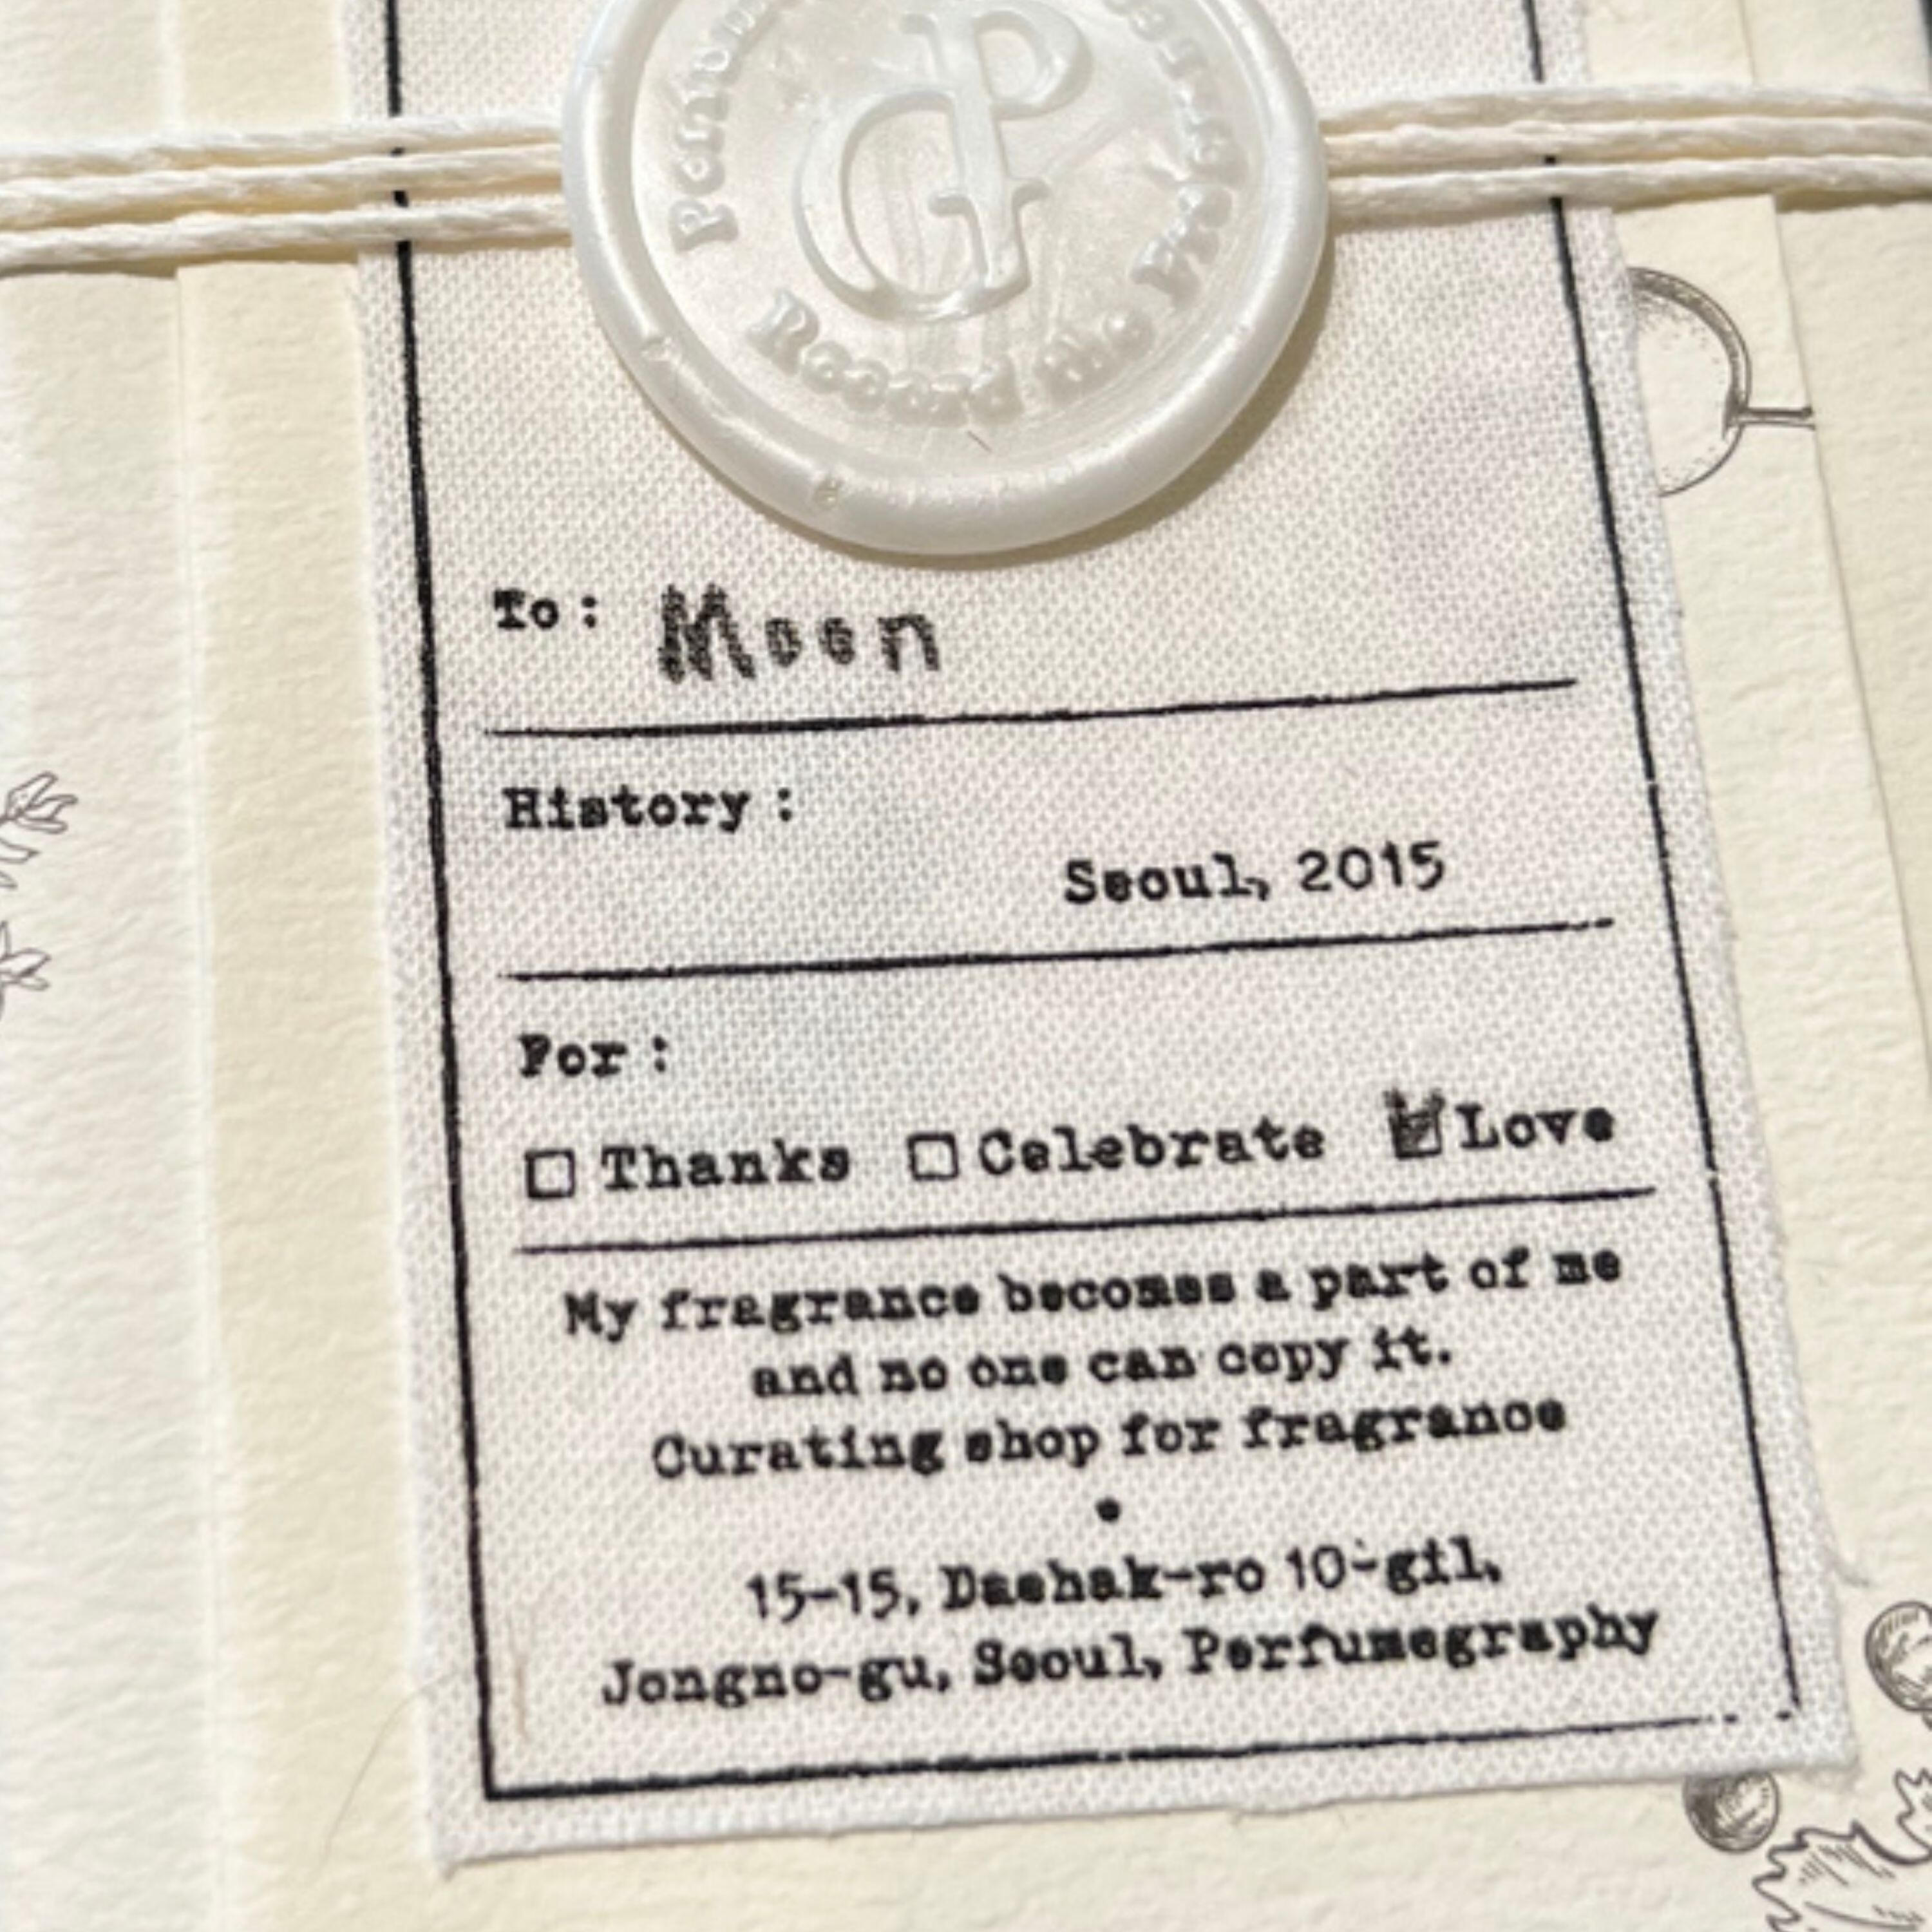 Record the
To: Moon
History:
Seoul, 2015
For:
Thanks Celebrate Love
My fragrance becomes a part of me
and no one can copy it.
Curating shop for fragrance
15-15, Daehak-ro 10-gil,
Jongno-gu, Seoul, Perfumegraphy